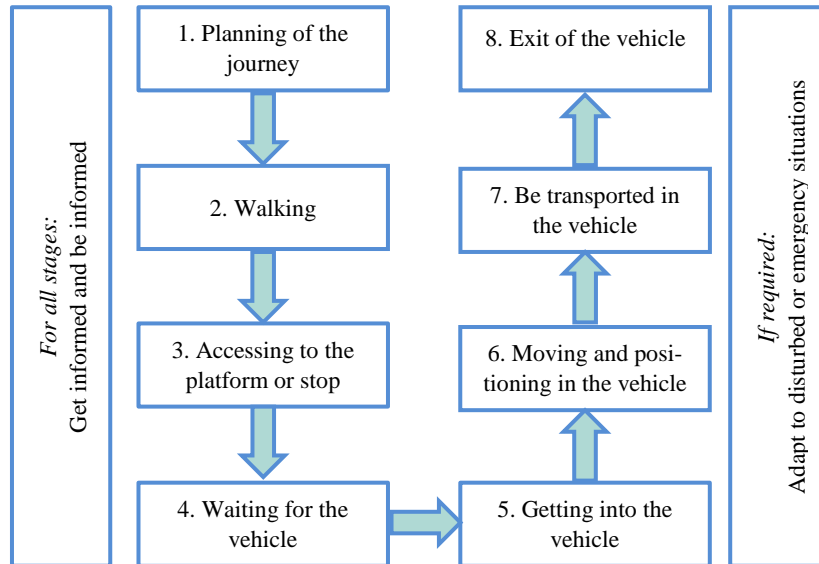 For all stages:
Get informed and be informed
1. Planning of the
journey
2. Walking
3. Accessing to the
platform or stop
4. Waiting for the
vehicle
5. Getting into the
vehicle
6. Moving and posi-
tioning in the vehicle
7. Be transported in
the vehicle
8. Exit of the vehicle
If required:
Adapt to disturbed or emergency situations